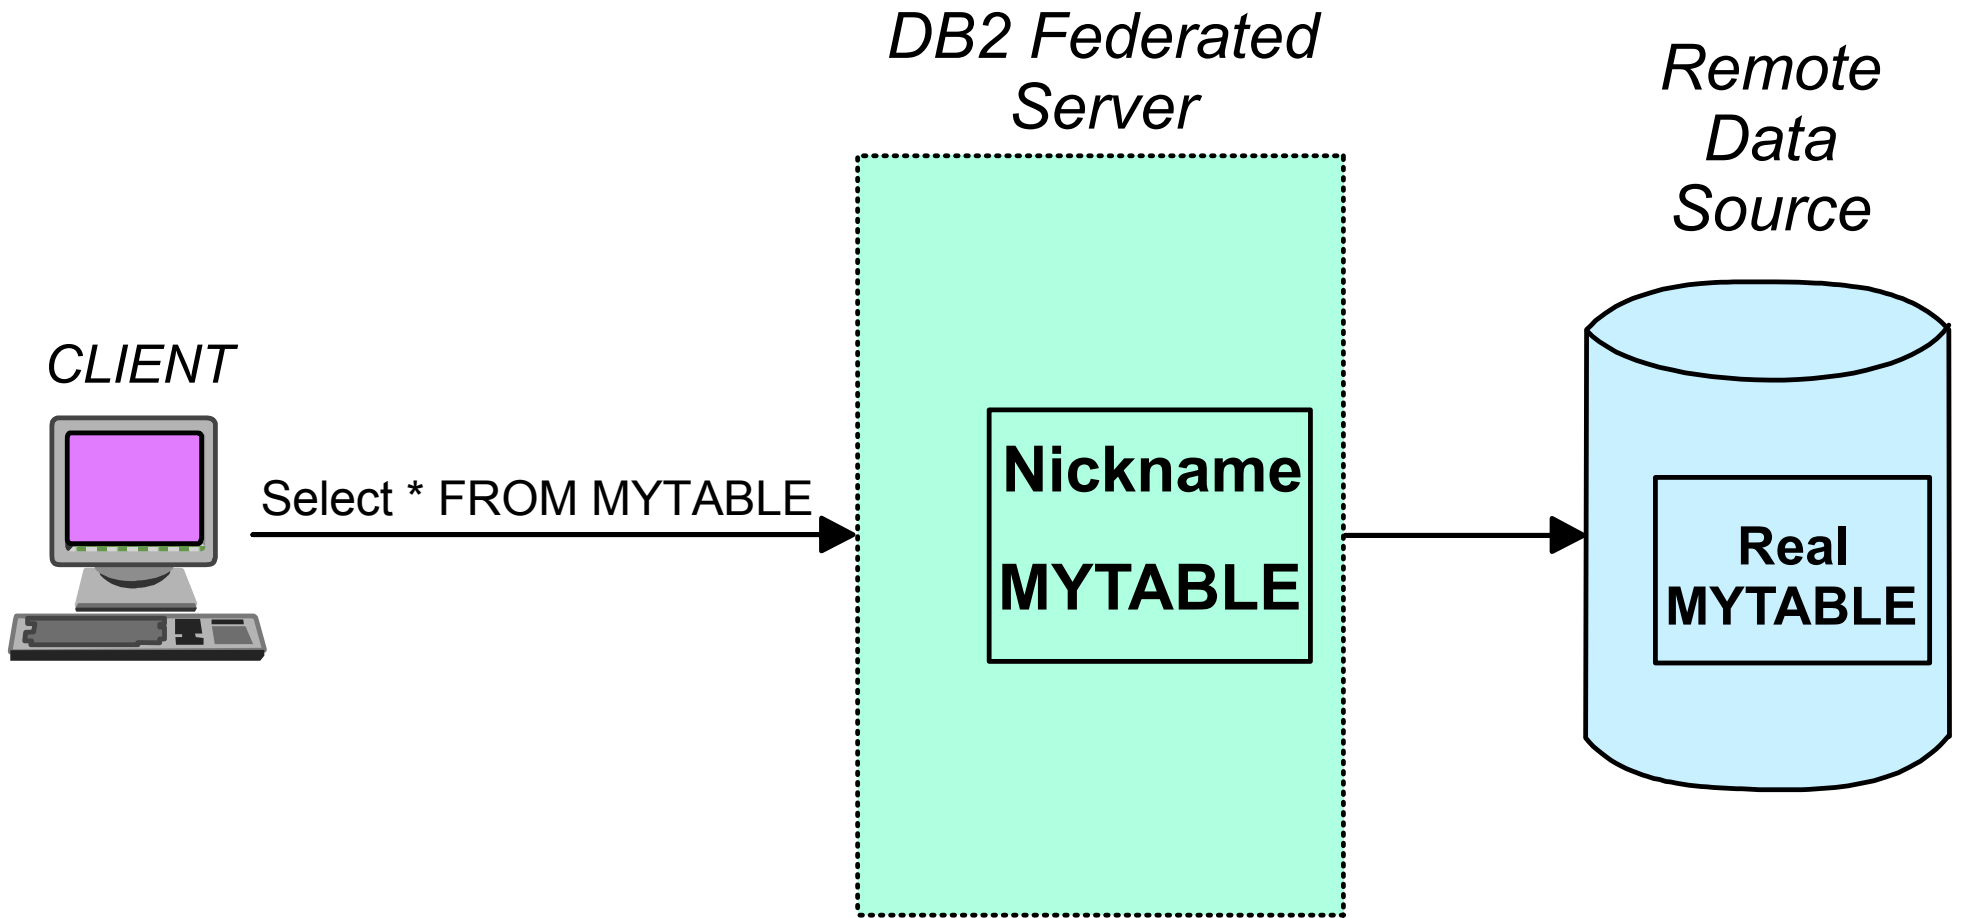 DB2 Federated
Server
Remote
Data
Source
CLIENT
Select * FROM MYTABLE
Nickname
MYTABLE
Real
MYTABLE